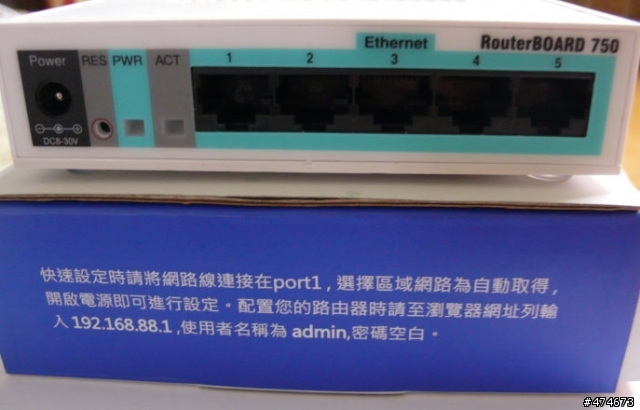 Ethernet
RouterBOARD 750
Power RES PWR ACT 1 2 3 4 5
DC8-30V
快速設定時請將網路線連接在port1，選擇區域網路為自動取得，
開啟電源即可進行設定。配置您的路由器時請至瀏覽器網址列輸
入 192.168.88.1 ,使用者名稱為 admin,密碼空白。
#474673